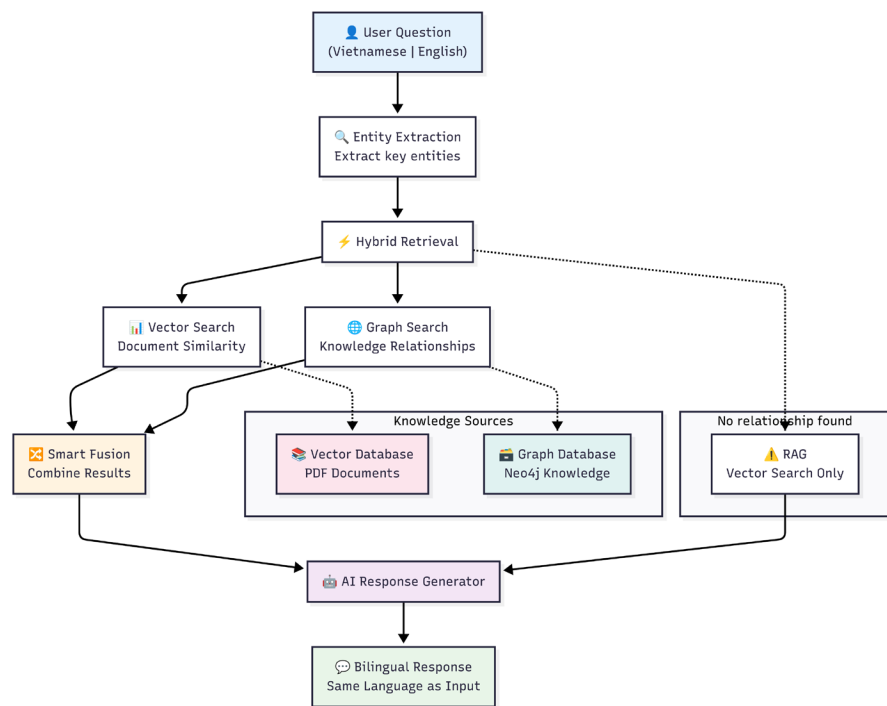 👤 User Question
(Vietnamese | English)
🔍 Entity Extraction
Extract key entities
⚡ Hybrid Retrieval
📊 Vector Search
Document Similarity
🌐 Graph Search
Knowledge Relationships
Knowledge Sources
No relationship found
🔀 Smart Fusion
Combine Results
📚 Vector Database
PDF Documents
🗃️ Graph Database
Neo4j Knowledge
⚠️ RAG
Vector Search Only
🤖 AI Response Generator
💬 Bilingual Response
Same Language as Input